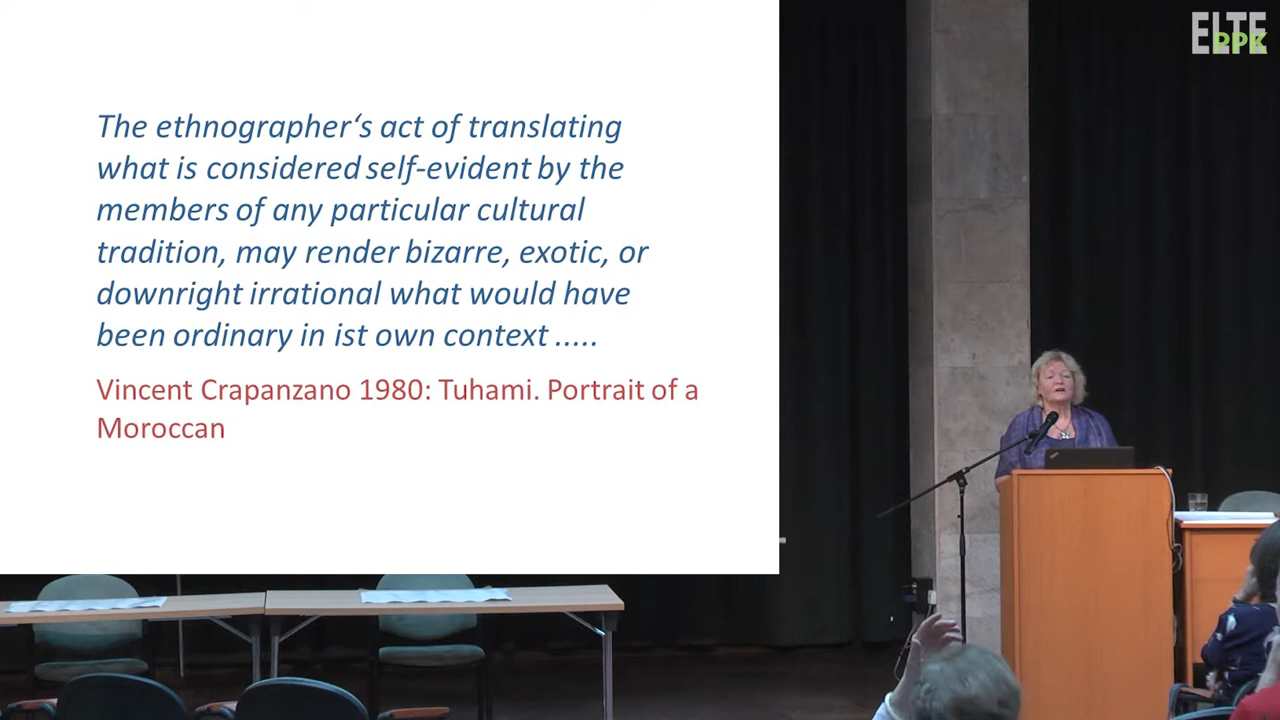 The ethnographer‘s act of translating
what is considered self-evident by the
members of any particular cultural
tradition, may render bizarre, exotic, or
downright irrational what would have
been ordinary in ist own context .....
Vincent Crapanzano 1980: Tuhami. Portrait of a
Moroccan
ELTE
PPK